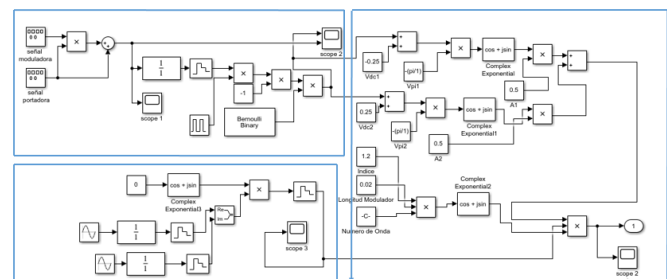 señal
moduladora
señal
portadora
1
1
scope 1
-1
Bernoulli
Binary
scope 2
-0.25
Vdc1
-(pi/1)
Vpi1
cos + jsin
Complex
Exponential
0.5
A1
0.25
Vdc2
-(pi/1)
Vpi2
cos + jsin
Complex
Exponential1
0.5
A2
1.2
Indice
0.02
Longitud Modulador
-C-
Numero de Onda
Complex
Exponential2
cos + jsin
1
scope 2
0
cos + jsin
Complex
Exponential3
Re
Im
1
1
1
1
scope 3